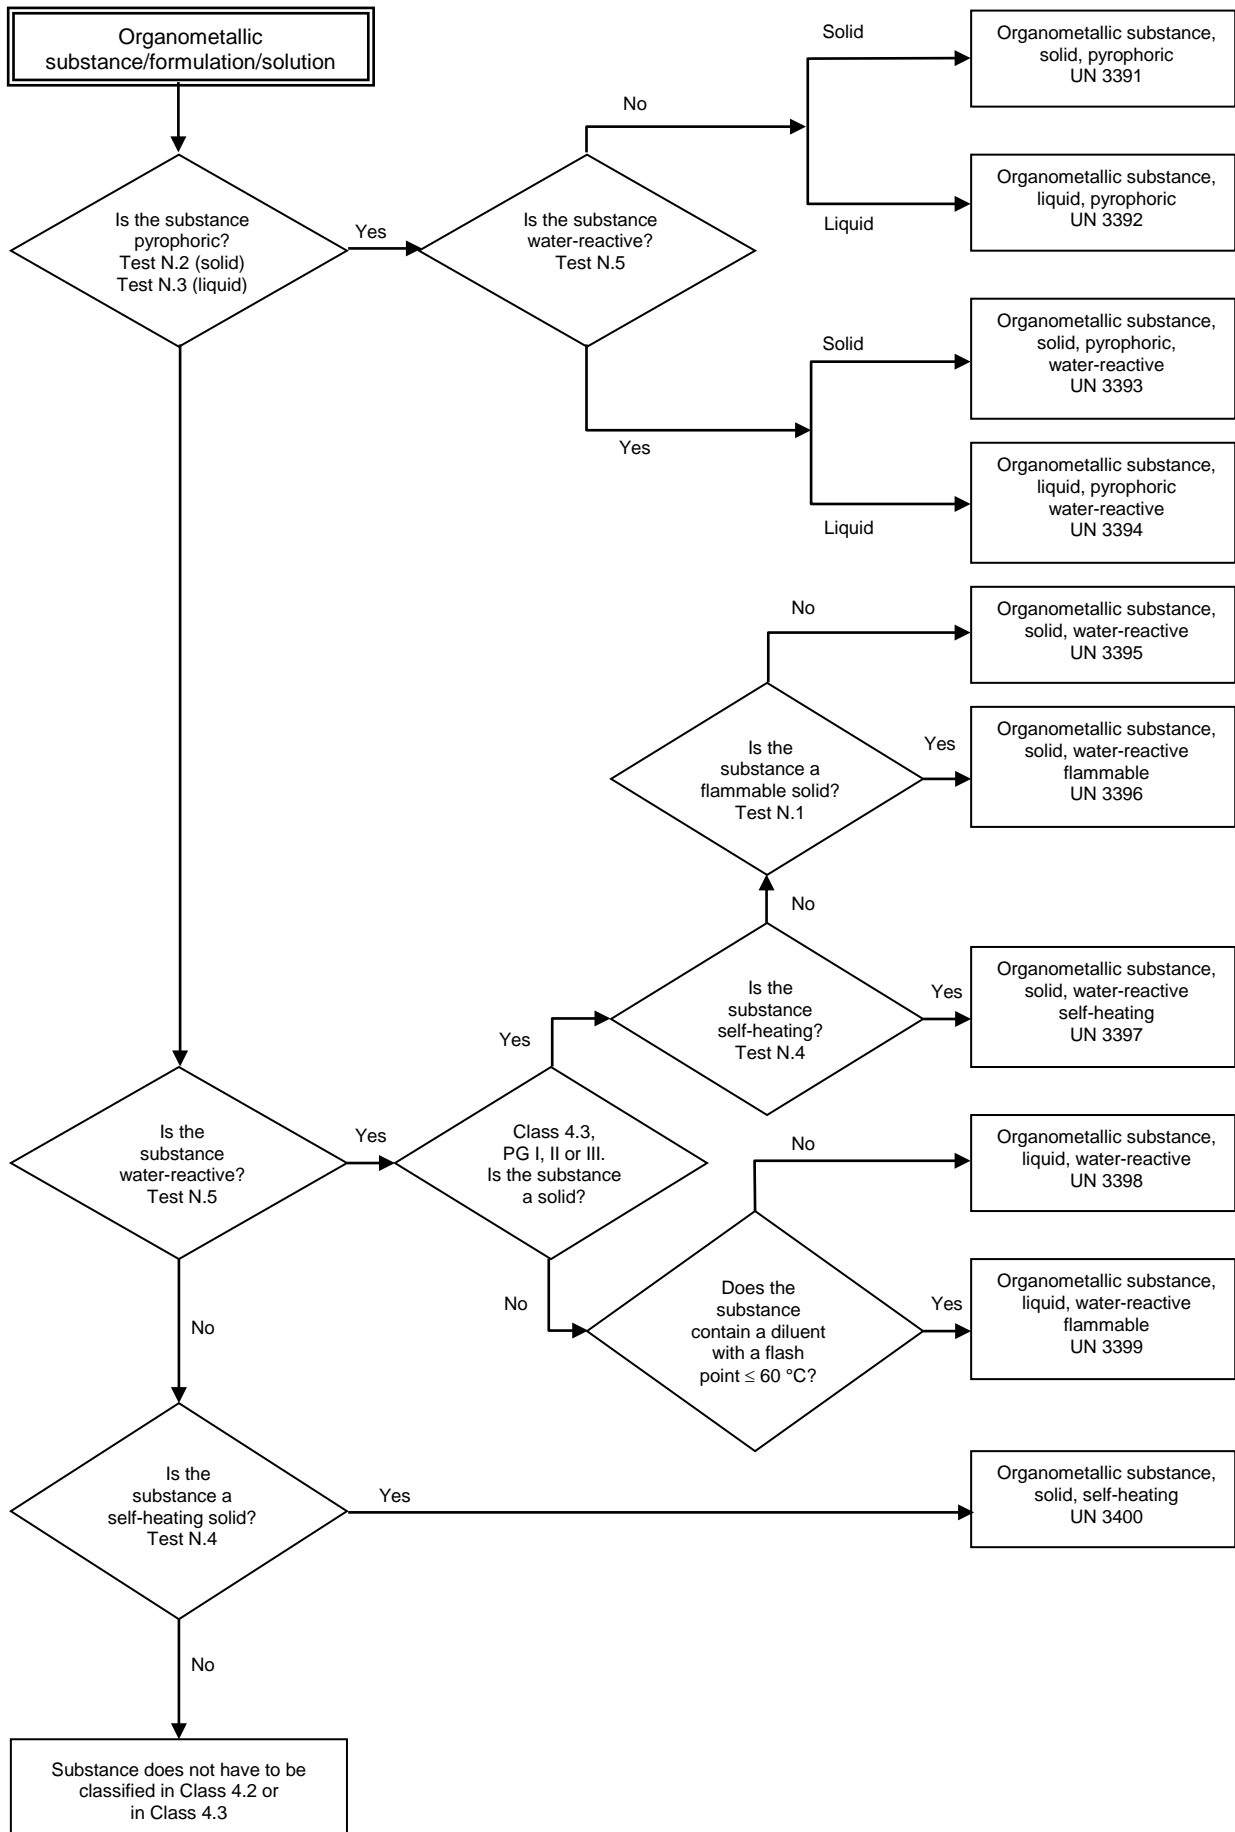 Organometallic
substance/formulation/solution
Solid
Organometallic substance,
solid, pyrophoric
UN 3391
No
Is the substance
pyrophoric?
Test N.2 (solid)
Test N.3 (liquid)
Yes
Is the substance
water-reactive?
Test N.5
Liquid
Organometallic substance,
liquid, pyrophoric
UN 3392
Solid
Organometallic substance,
solid, pyrophoric,
water-reactive
UN 3393
Yes
Liquid
Organometallic substance,
liquid, pyrophoric
water-reactive
UN 3394
No
Organometallic substance,
solid, water-reactive
UN 3395
Is the
substance a
flammable solid?
Test N.1
Yes
Organometallic substance,
solid, water-reactive
flammable
UN 3396
No
Is the
substance
self-heating?
Test N.4
Yes
Organometallic substance,
solid, water-reactive
self-heating
UN 3397
Yes
Is the
substance
water-reactive?
Test N.5
Yes
Class 4.3,
PG I, II or III.
Is the substance
a solid?
No
Organometallic substance,
liquid, water-reactive
UN 3398
No
Does the
substance
contain a diluent
with a flash
point ≤ 60 °C?
Yes
Organometallic substance,
liquid, water-reactive
flammable
UN 3399
No
Is the
substance a
self-heating solid?
Test N.4
Yes
Organometallic substance,
solid, self-heating
UN 3400
No
Substance does not have to be
classified in Class 4.2 or
in Class 4.3